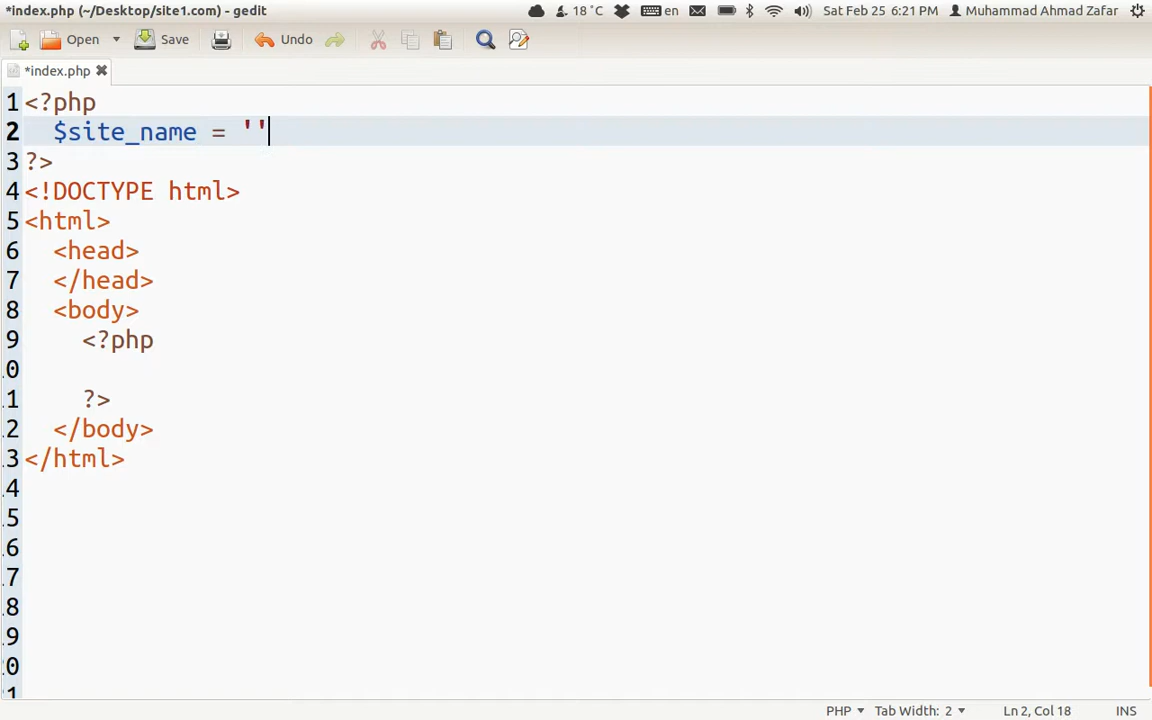 *index.php (~/Desktop/site1.com) - gedit
18 °C
en
Sat Feb 25 6:21 PM
Muhammad Ahmad Zafar
Open
Save
Undo
*index.php
1 <?php
2 $site_name = ''
3 ?>
4 <!DOCTYPE html>
5 <html>
6 <head>
7 </head>
8 <body>
9 <?php
0
1 ?>
2 </body>
3 </html>
4
5
6
7
8
9
0
1
PHP Tab Width: 2 Ln 2, Col 18 INS